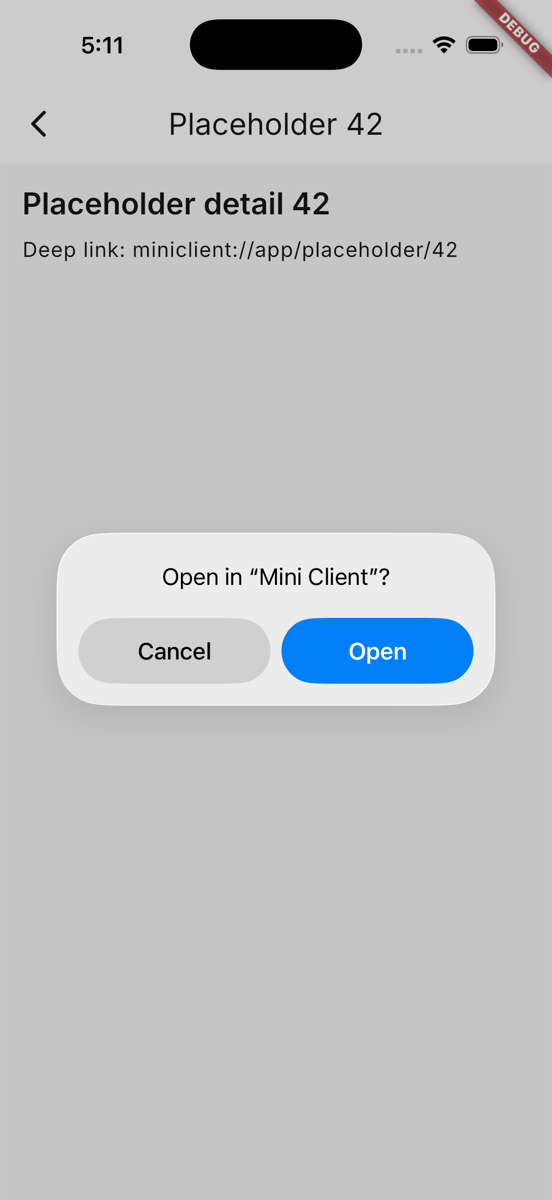 5:11
DEBUG
Placeholder 42
Placeholder detail 42
Deep link: miniclient://app/placeholder/42
Open in “Mini Client”?
Cancel
Open